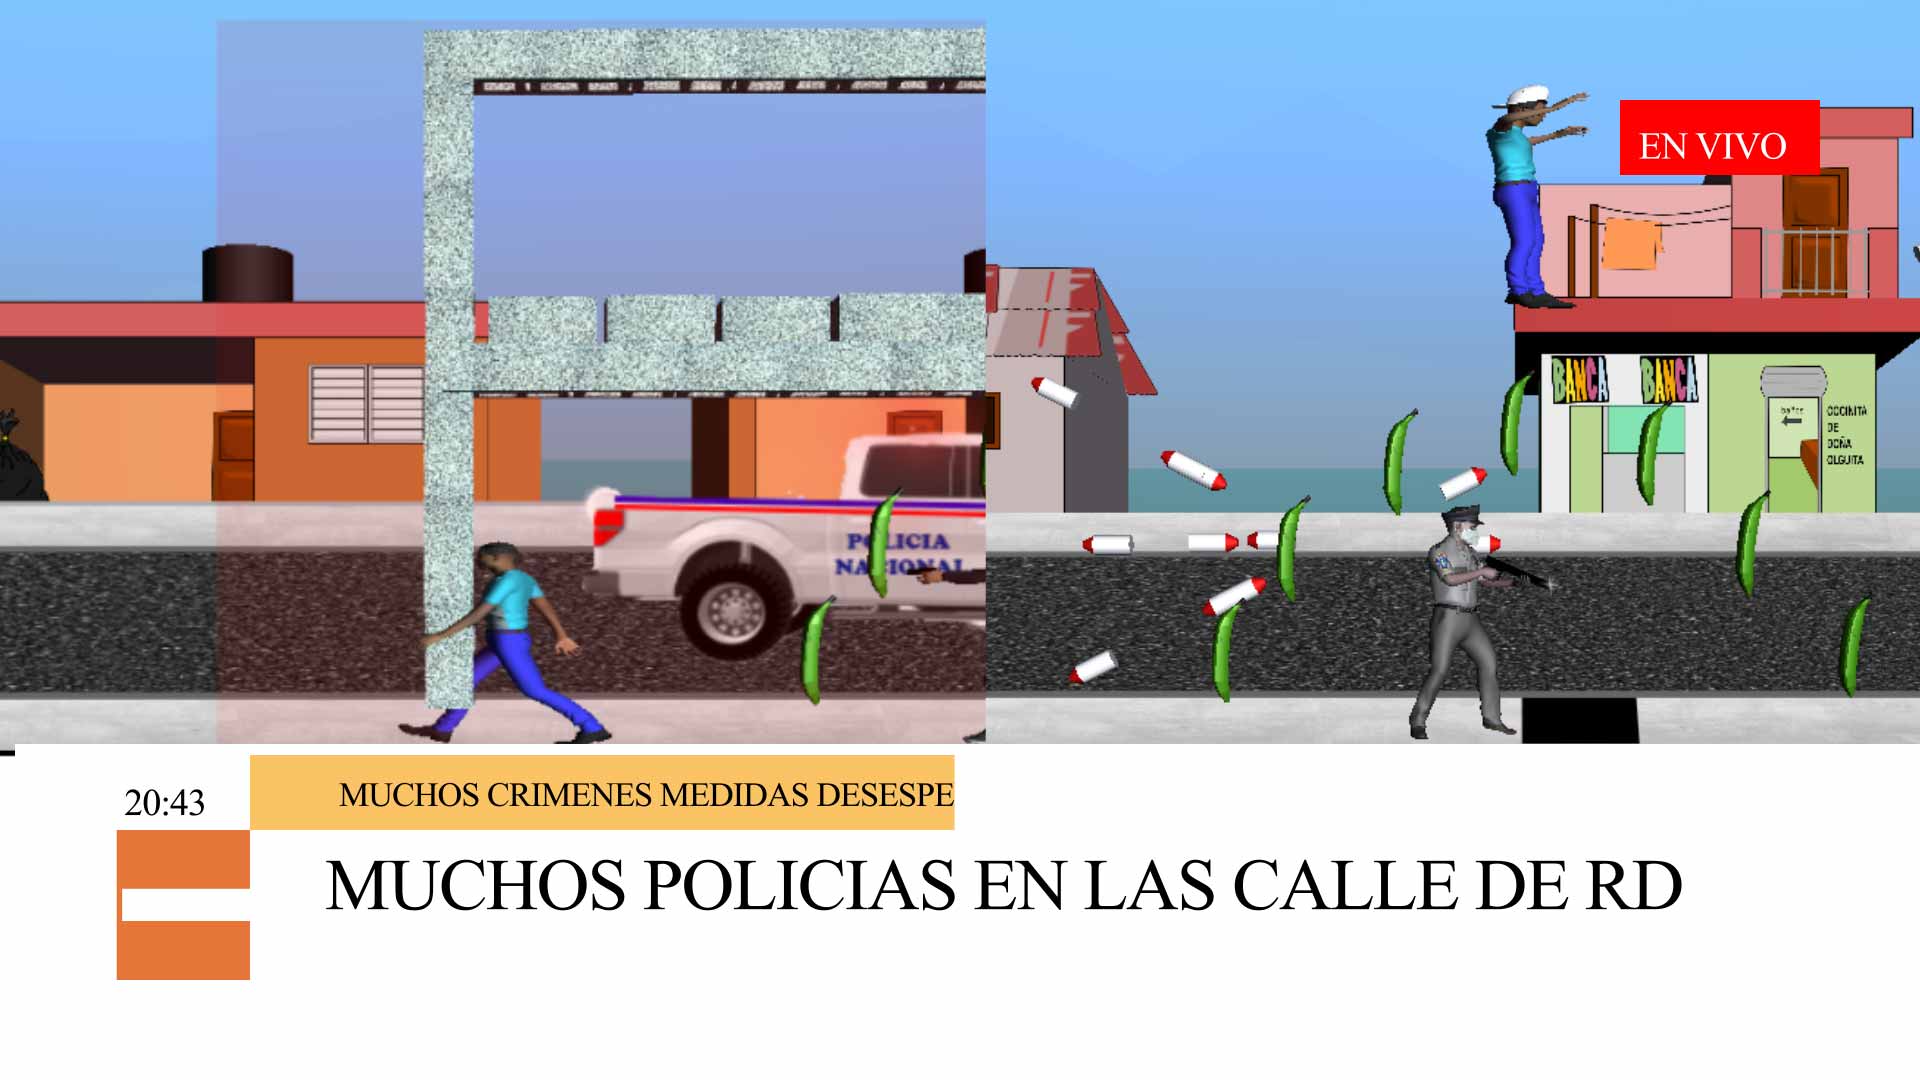 EN VIVO
BANCA
BANCA
COCINITA
DE
DOÑA
OLGUITA
POLICIA
NACIONAL
20:43
MUCHOS CRIMENES MEDIDAS DESESPE
MUCHOS POLICIAS EN LAS CALLE DE RD